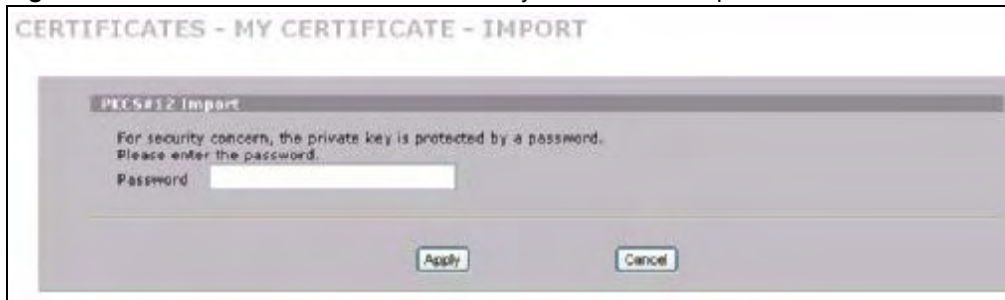 CERTIFICATES - MY CERTIFICATE - IMPORT
PKCS#12 Import
For security concern, the private key is protected by a password.
Please enter the password.
Password
Apply
Cancel